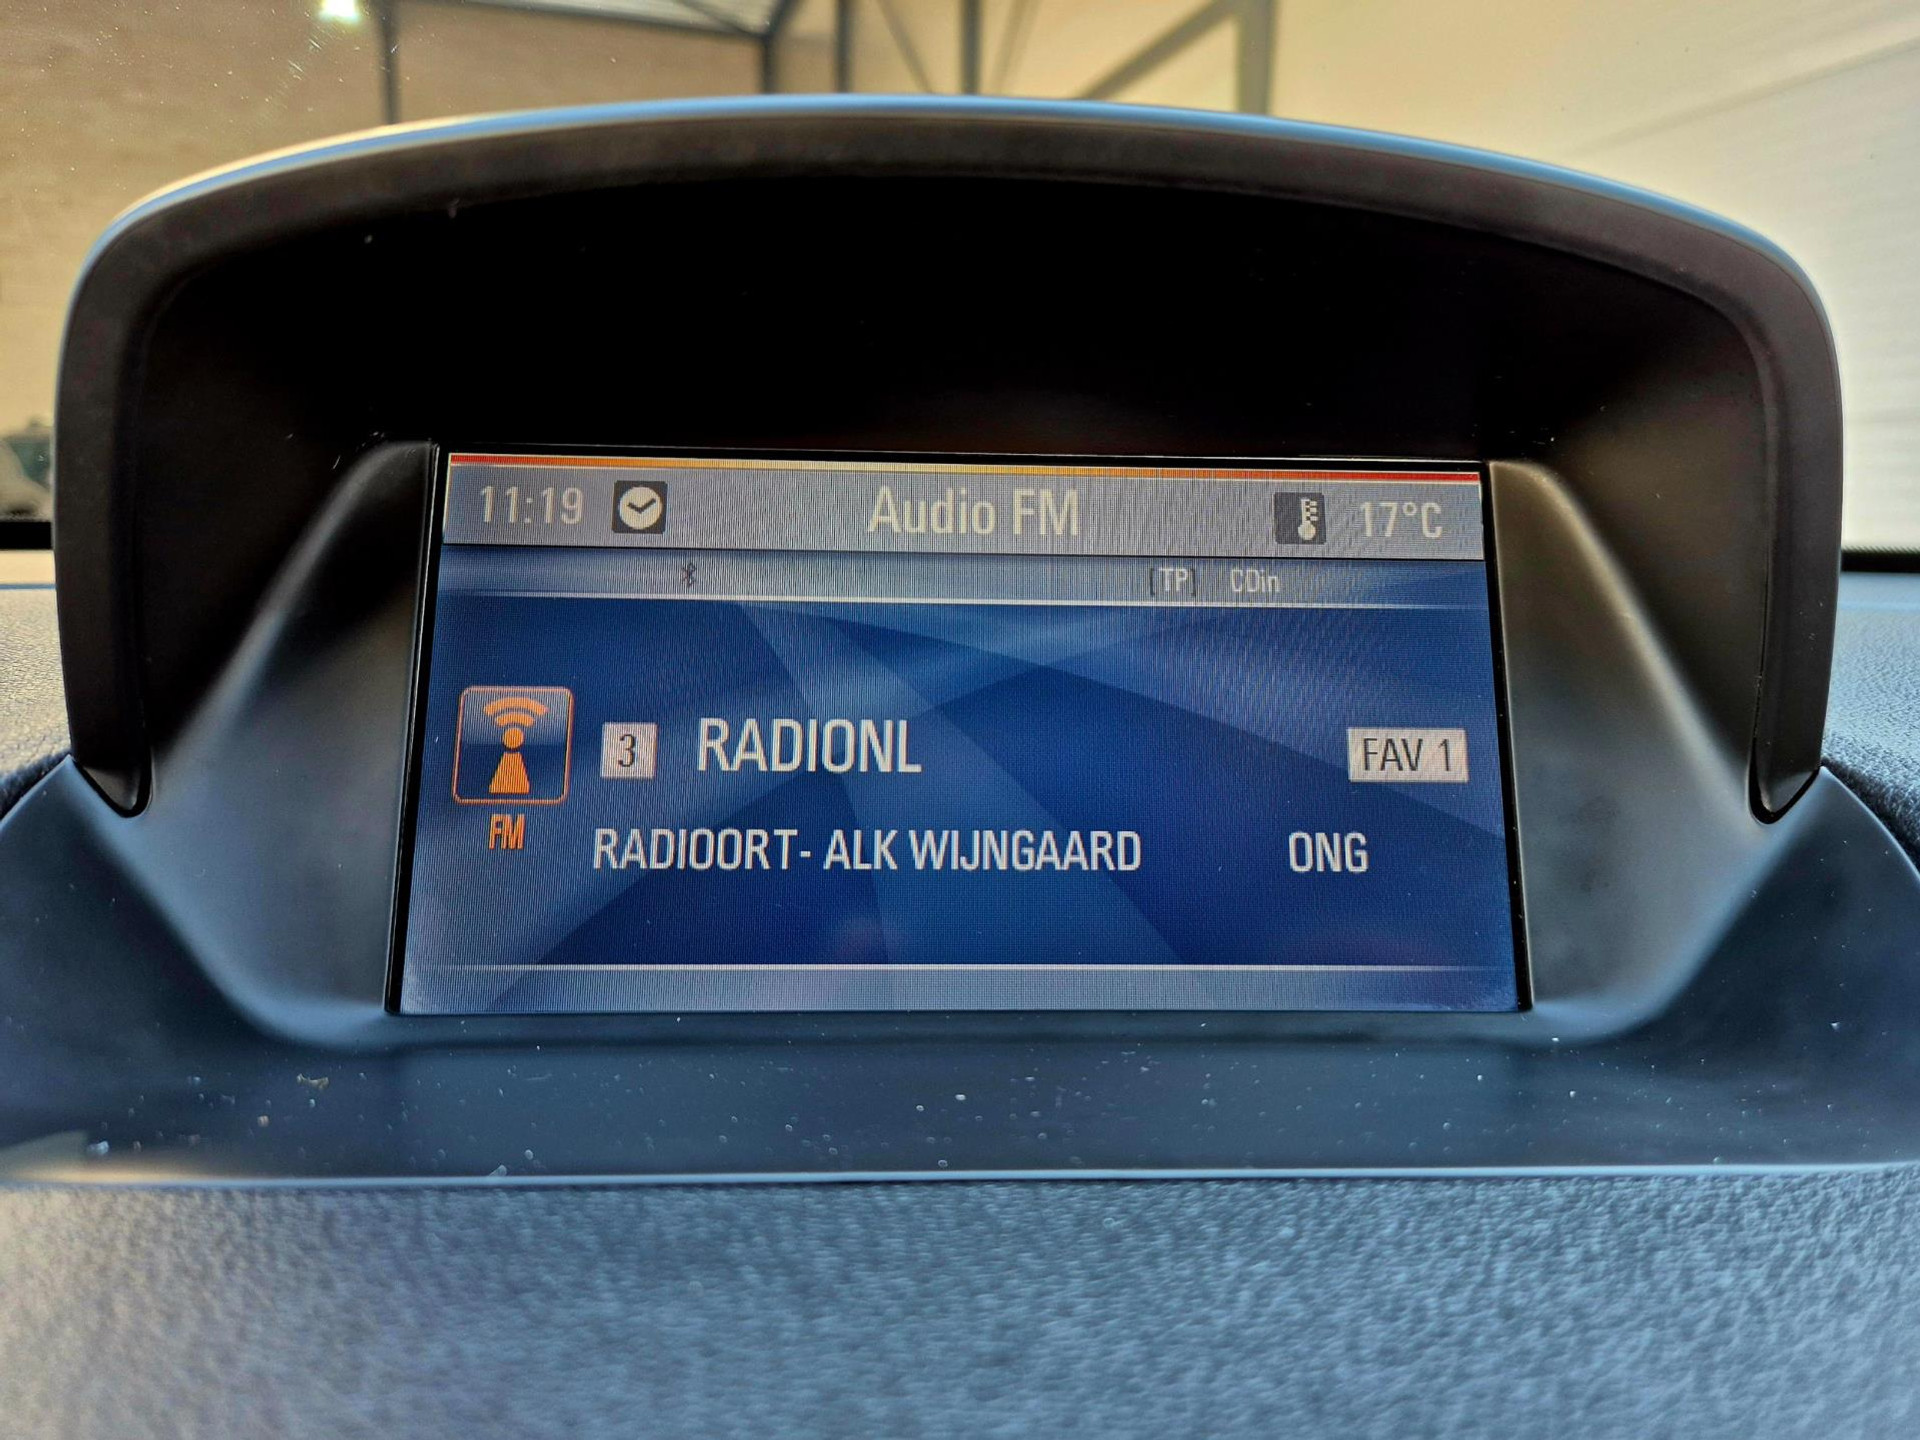 11:19 Audio FM 17°C
[TP] CDin
3 RADIONL FAV 1
FM
RADIOORT- ALK WIJNGAARD ONG